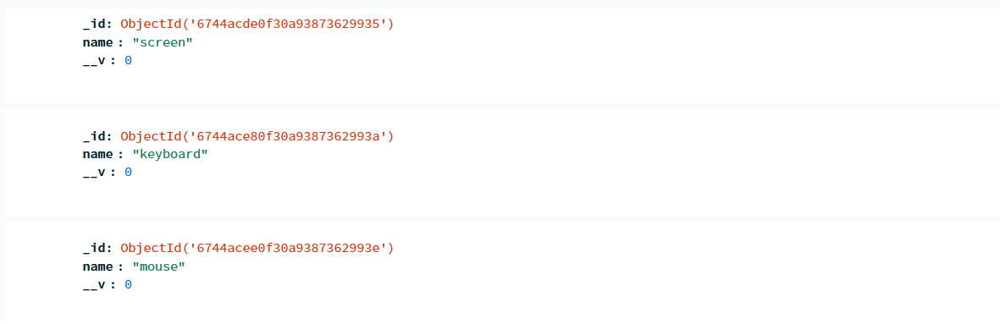 _id: ObjectId('6744acde0f30a93873629935')
name : "screen"
__v : 0
_id: ObjectId('6744ace80f30a9387362993a')
name : "keyboard"
__v : 0
_id: ObjectId('6744acee0f30a9387362993e')
name : "mouse"
__v : 0